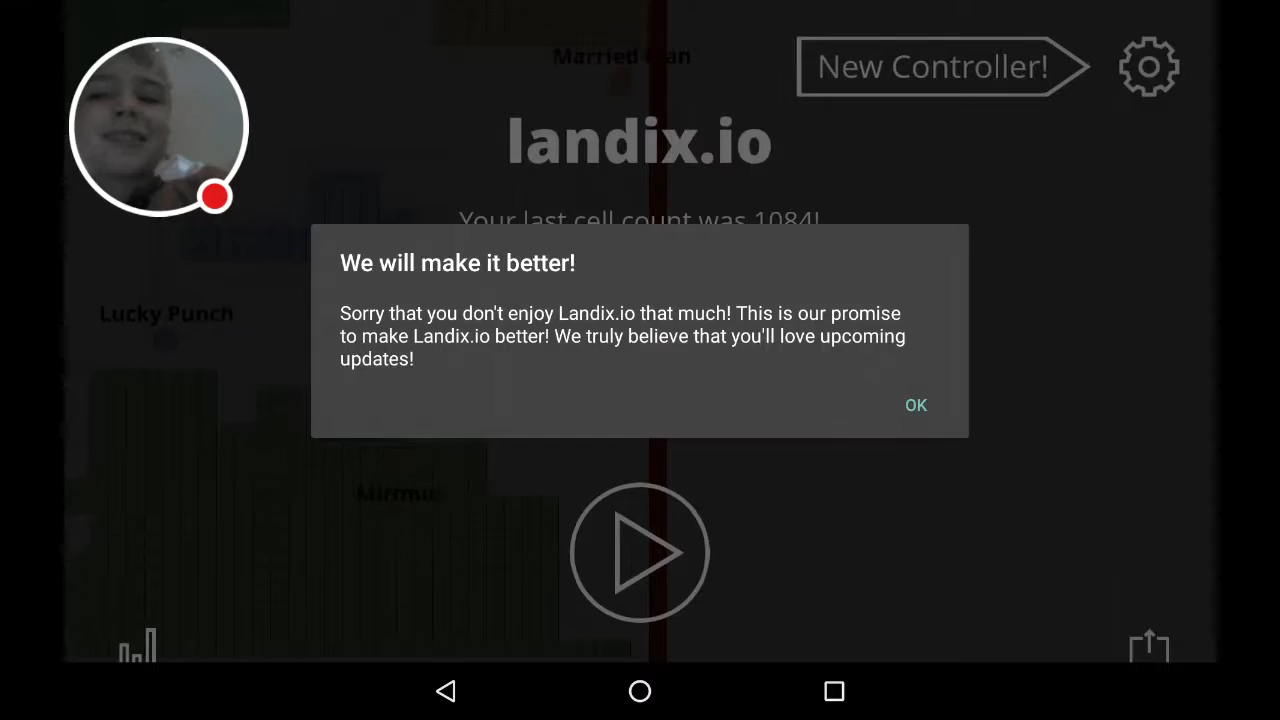 Married
New Controller!
landix.io
Your last cell count was 1084!
We will make it better!
Sorry that you don't enjoy Landix.io that much! This is our promise
to make Landix.io better! We truly believe that you'll love upcoming
updates!
Lucky Punch
OK